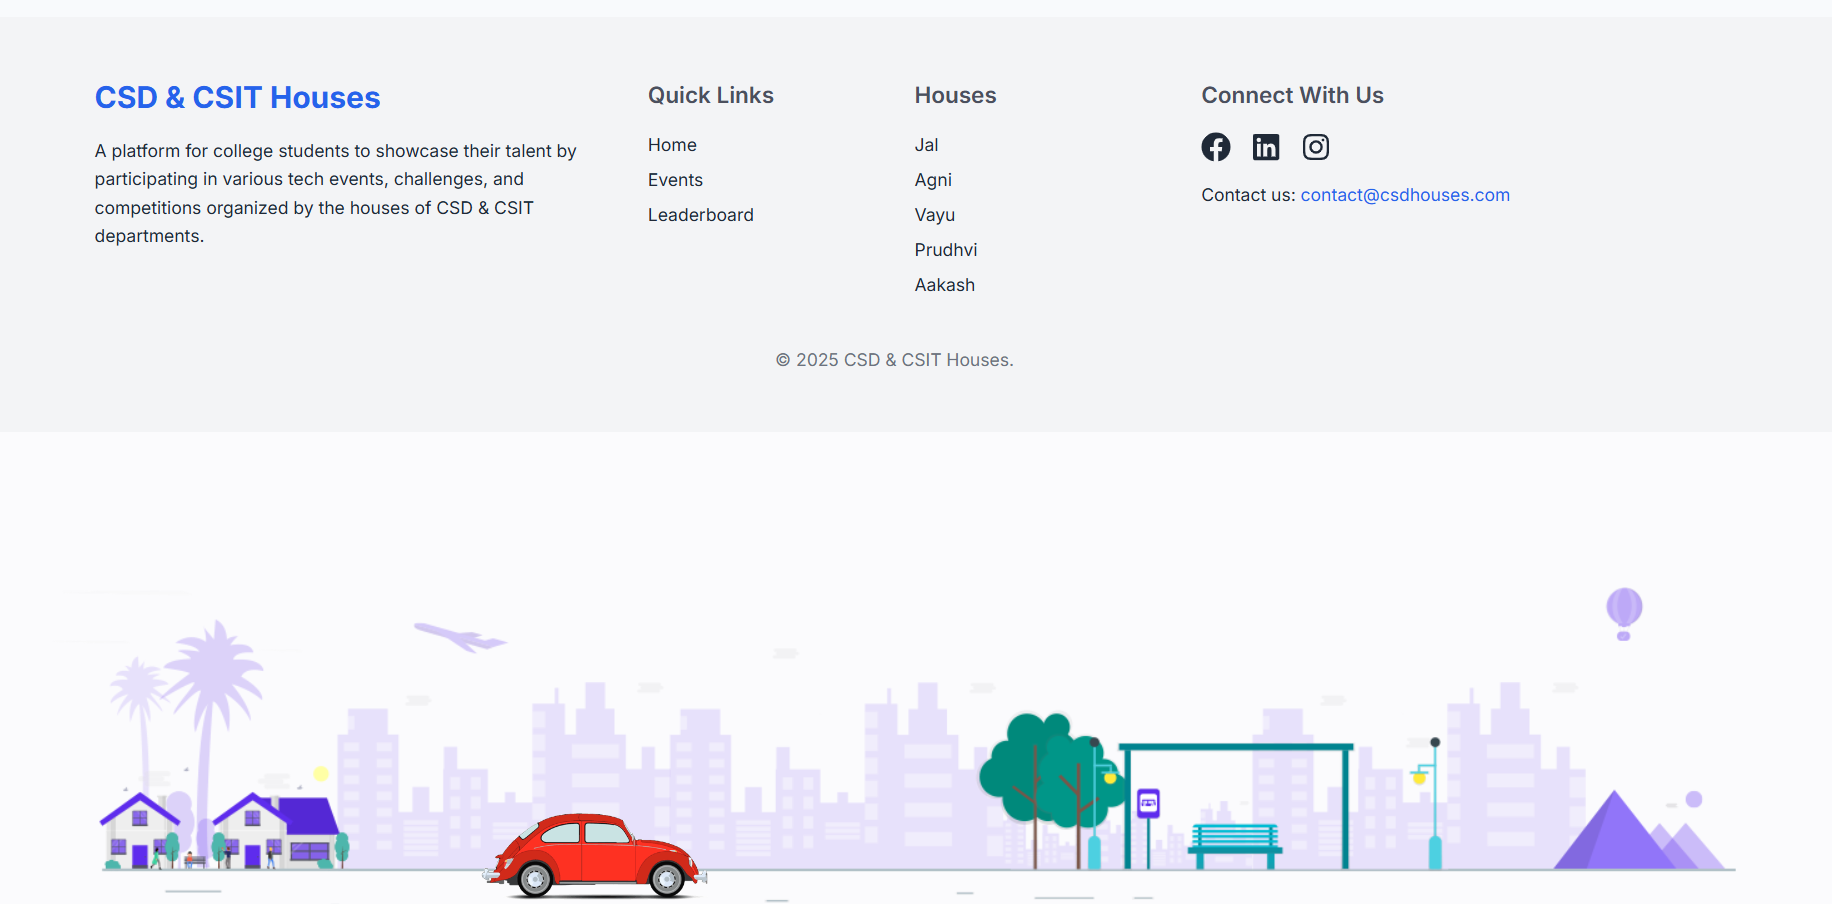 CSD & CSIT Houses
A platform for college students to showcase their talent by
participating in various tech events, challenges, and
competitions organized by the houses of CSD & CSIT
departments.
Quick Links
Home
Events
Leaderboard
Houses
Jal
Agni
Vayu
Prudhvi
Aakash
Connect With Us
Contact us: contact@csdhouses.com
© 2025 CSD & CSIT Houses.